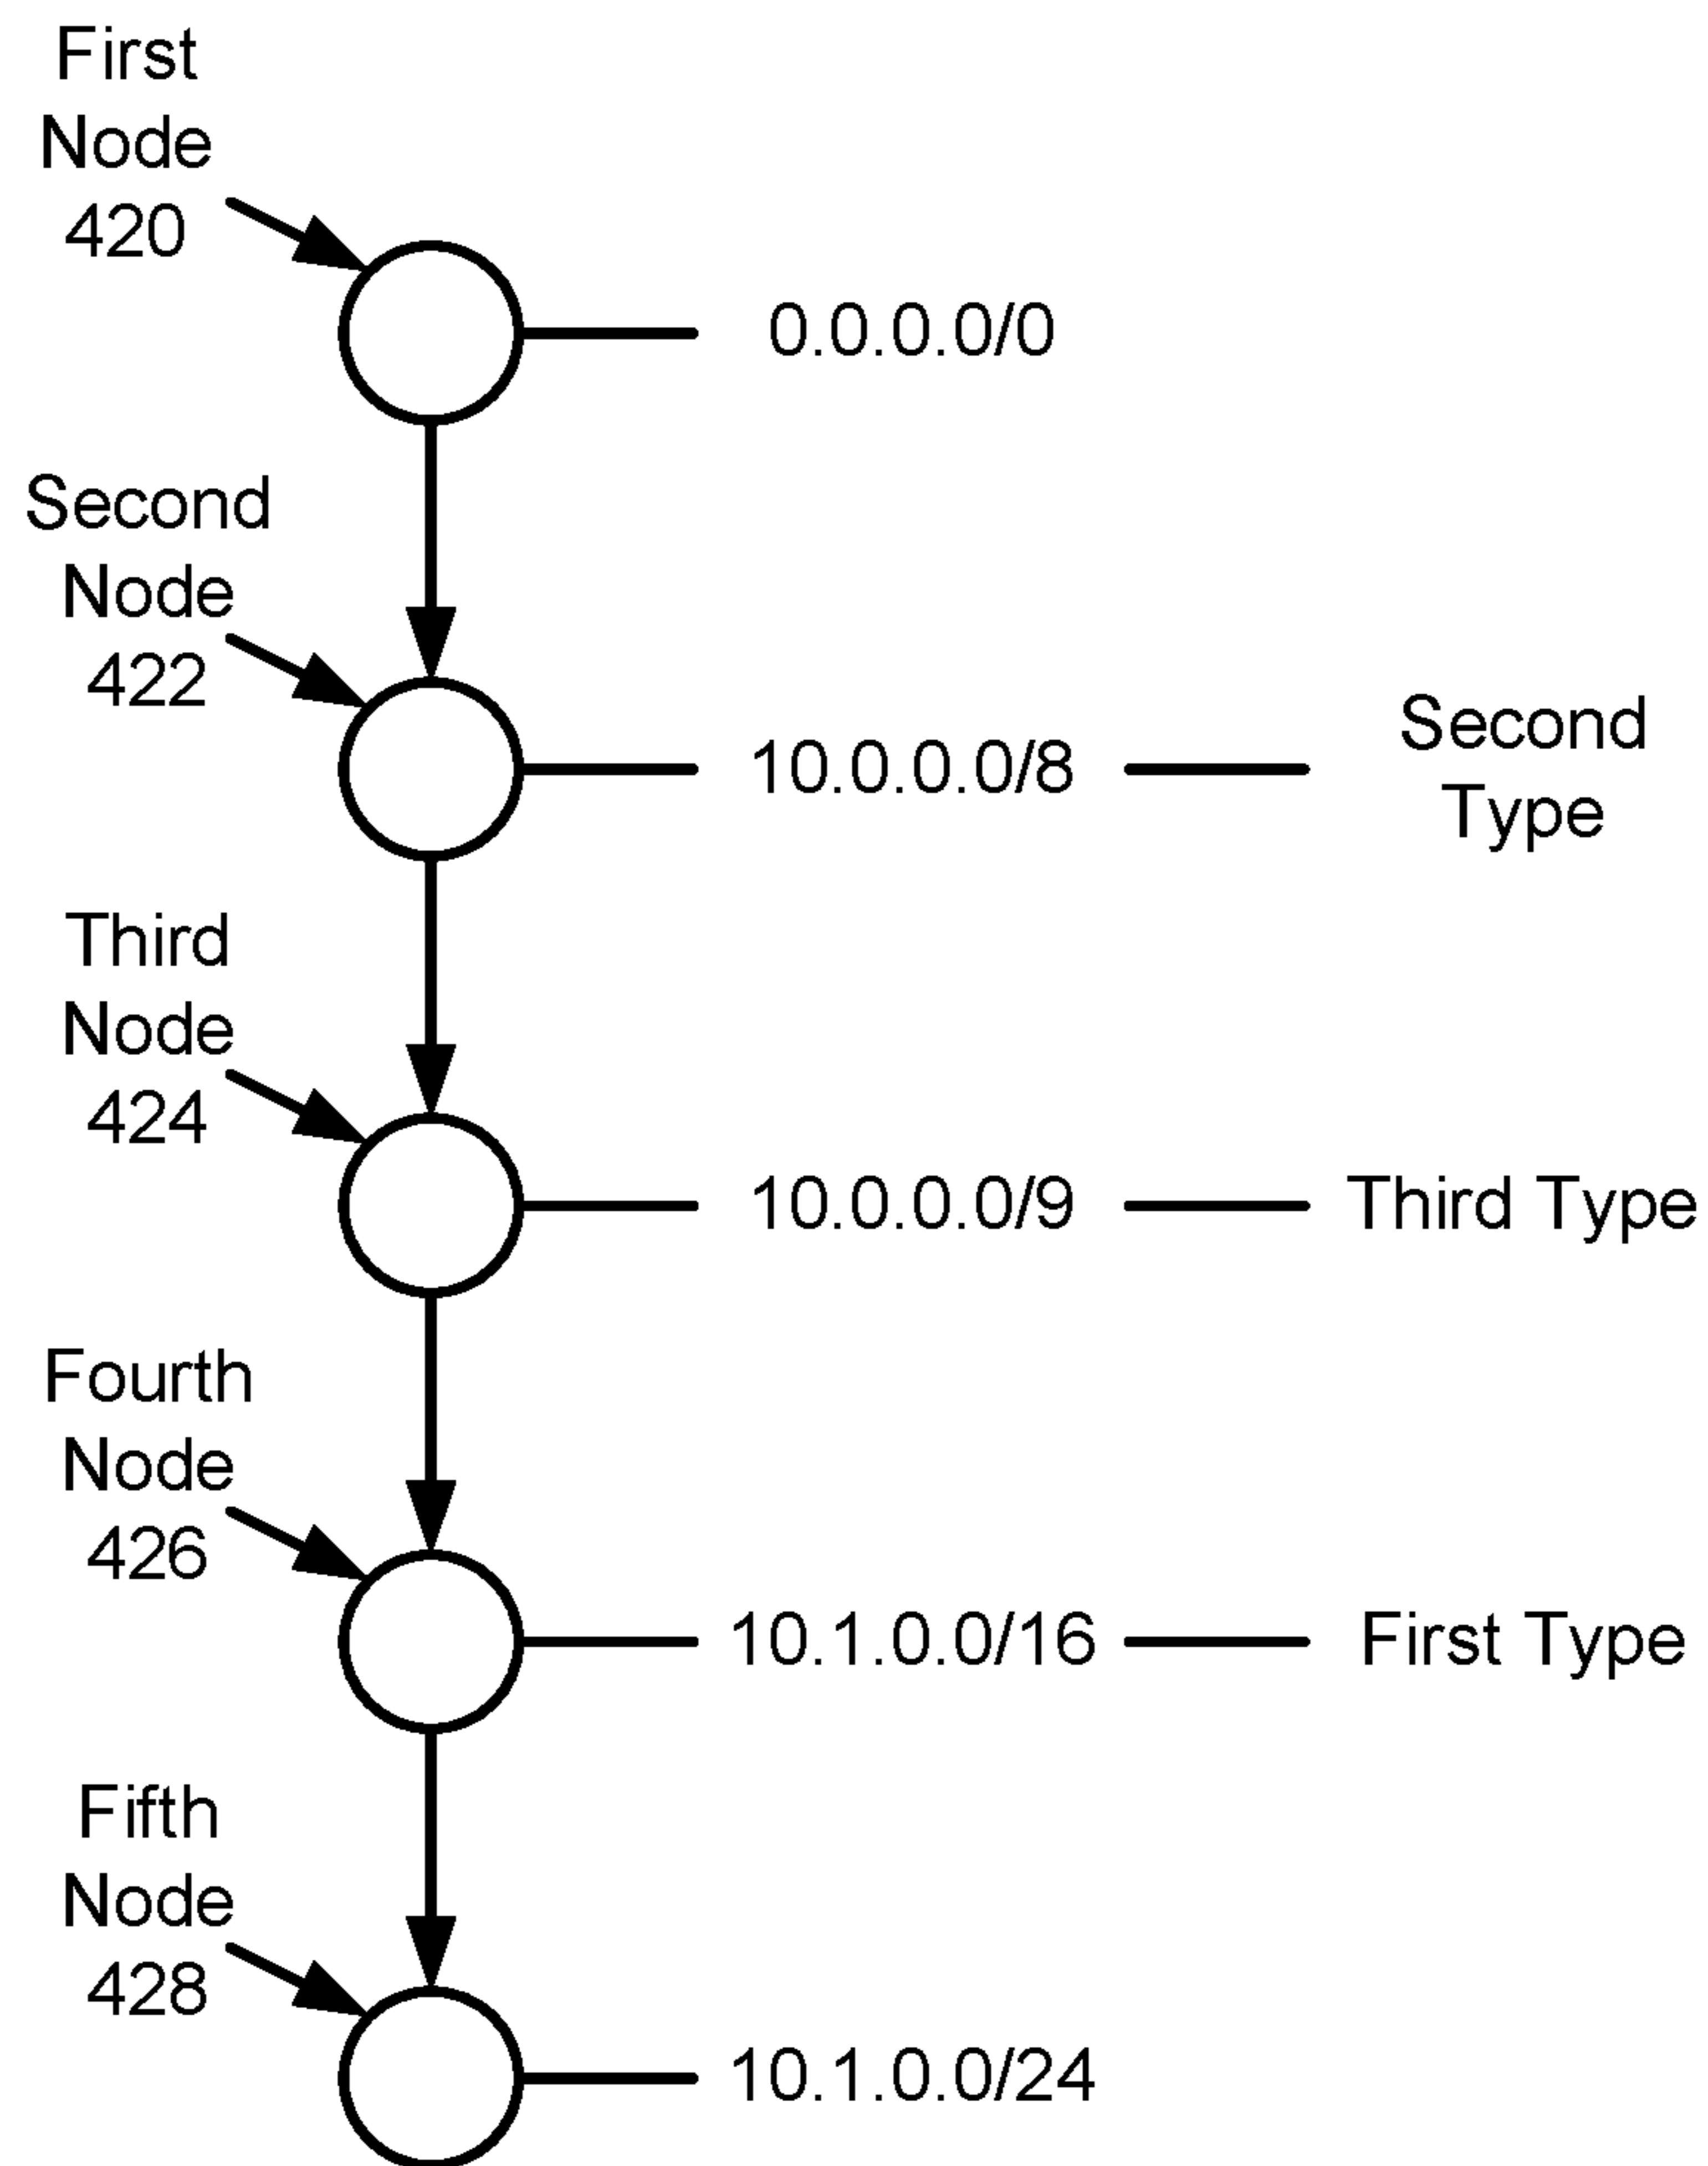 First
Node
420
0.0.0.0/0
Second
Node
422
10.0.0.0/8
Second
Type
Third
Node
424
10.0.0.0/9
Third Type
Fourth
Node
426
10.1.0.0/16
First Type
Fifth
Node
428
10.1.0.0/24